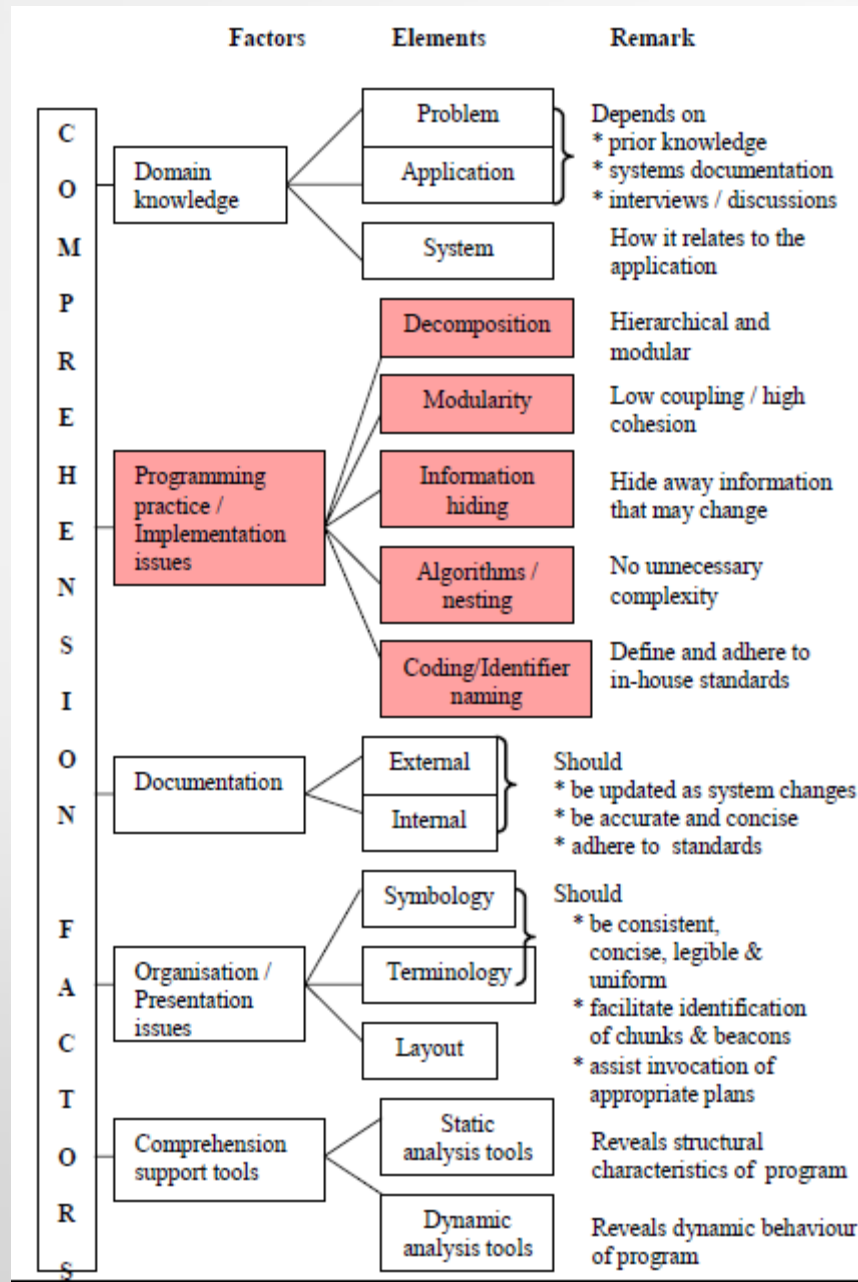 Factors Elements Remark
COMPREHENSION FACTORS
Domain
knowledge
Problem
Application
System
Depends on
* prior knowledge
* systems documentation
* interviews / discussions
How it relates to the
application
Programming
practice /
Implementation
issues
Decomposition
Hierarchical and
modular
Modularity
Low coupling / high
cohesion
Information
hiding
Hide away information
that may change
Algorithms /
nesting
No unnecessary
complexity
Coding/Identifier
naming
Define and adhere to
in-house standards
Documentation
External
Internal
Should
* be updated as system changes
* be accurate and concise
* adhere to standards
Organisation /
Presentation
issues
Symbology
Terminology
Layout
Should
* be consistent,
concise, legible &
uniform
* facilitate identification
of chunks & beacons
* assist invocation of
appropriate plans
Comprehension
support tools
Static
analysis tools
Reveals structural
characteristics of program
Dynamic
analysis tools
Reveals dynamic behaviour
of program